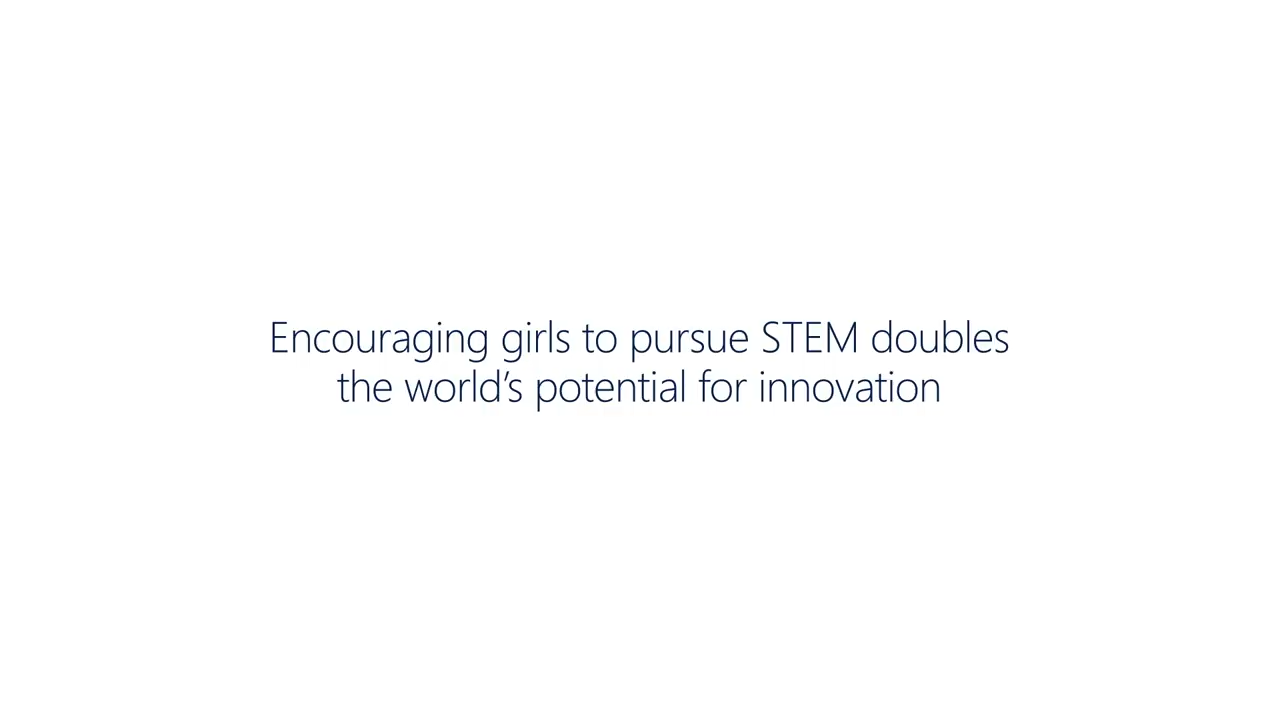 Encouraging girls to pursue STEM doubles
the world’s potential for innovation